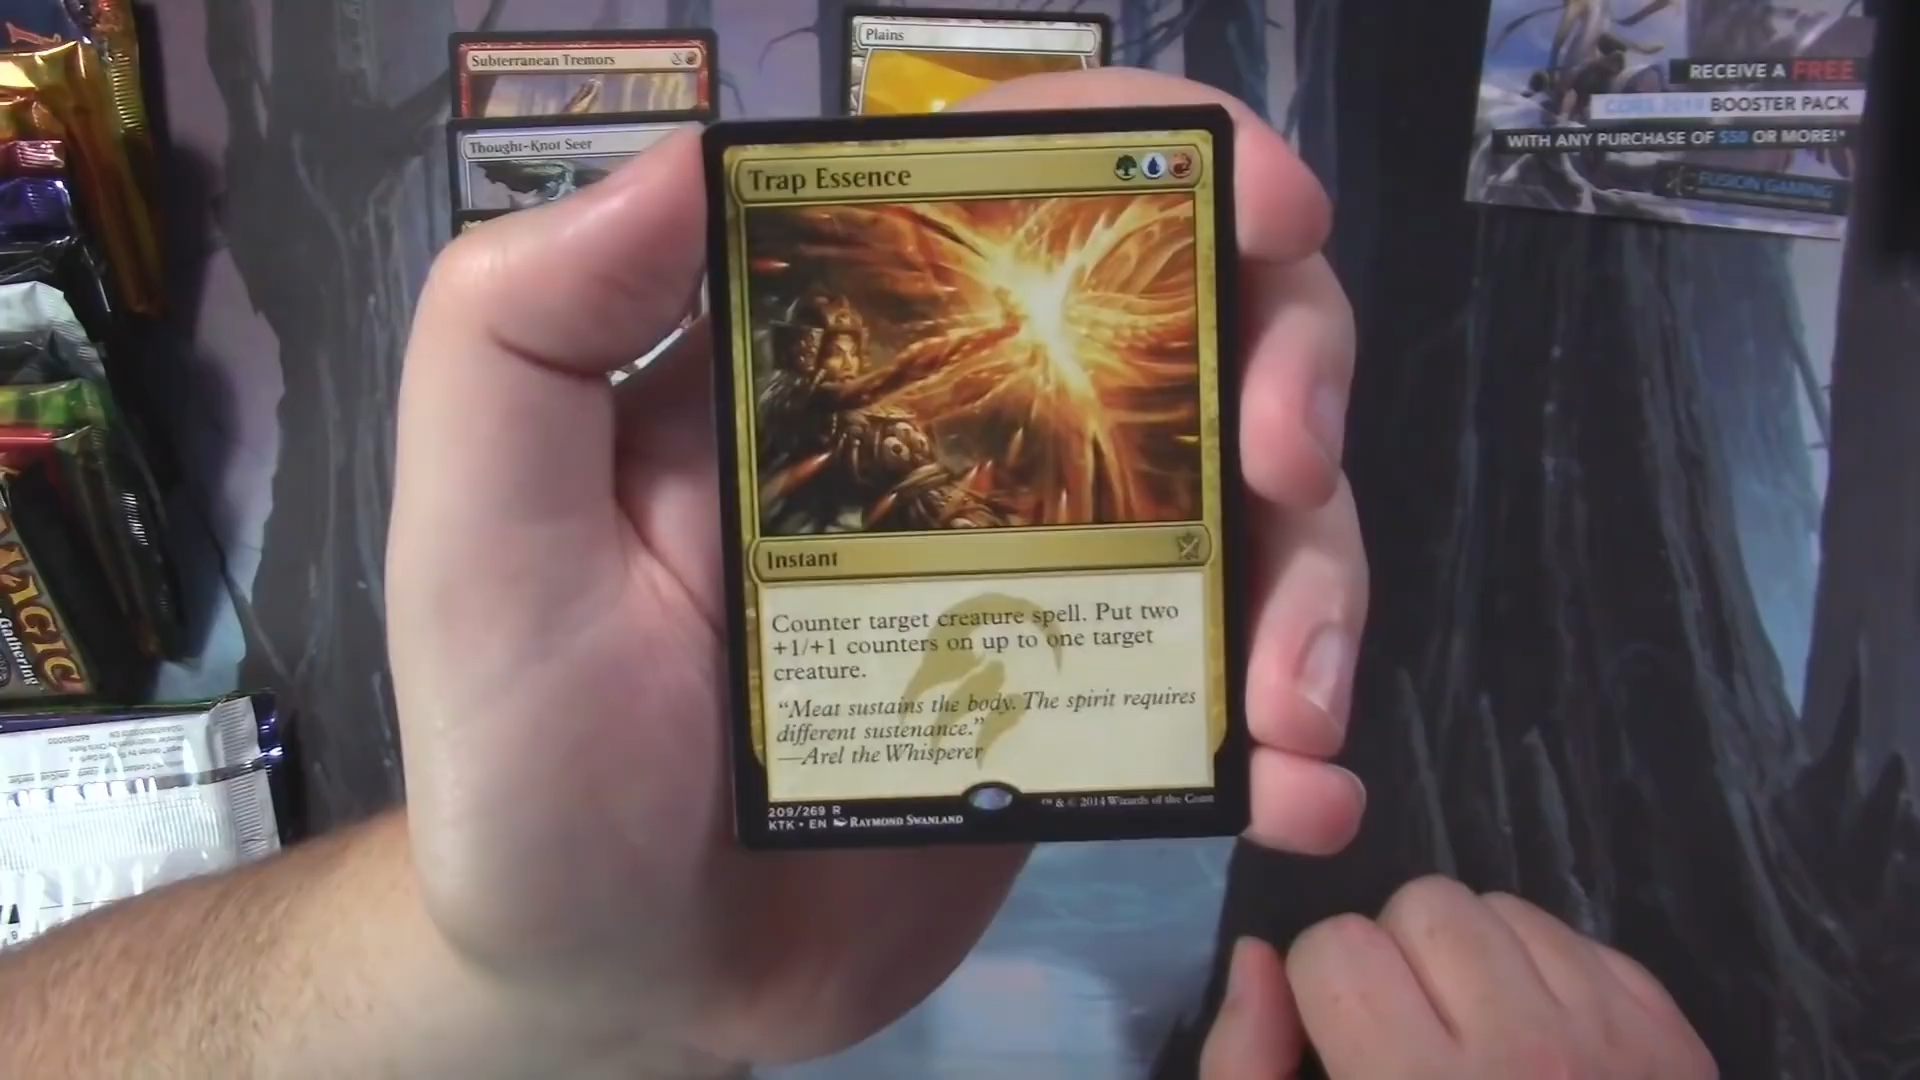 Plains
Subterranean Tremors
X
Thought-Knot Seer
RECEIVE A FREE
CORE 2019 BOOSTER PACK
WITH ANY PURCHASE OF $50 OR MORE!*
FUSION GAMING
Trap Essence
Instant
Counter target creature spell. Put two
+1/+1 counters on up to one target
creature.
“Meat sustains the body. The spirit requires
different sustenance.”
—Arel the Whisperer
209/269 R
KTK • EN RAYMOND SWANLAND
™ & © 2014 Wizards of the Coast
MAGIC
Gathering